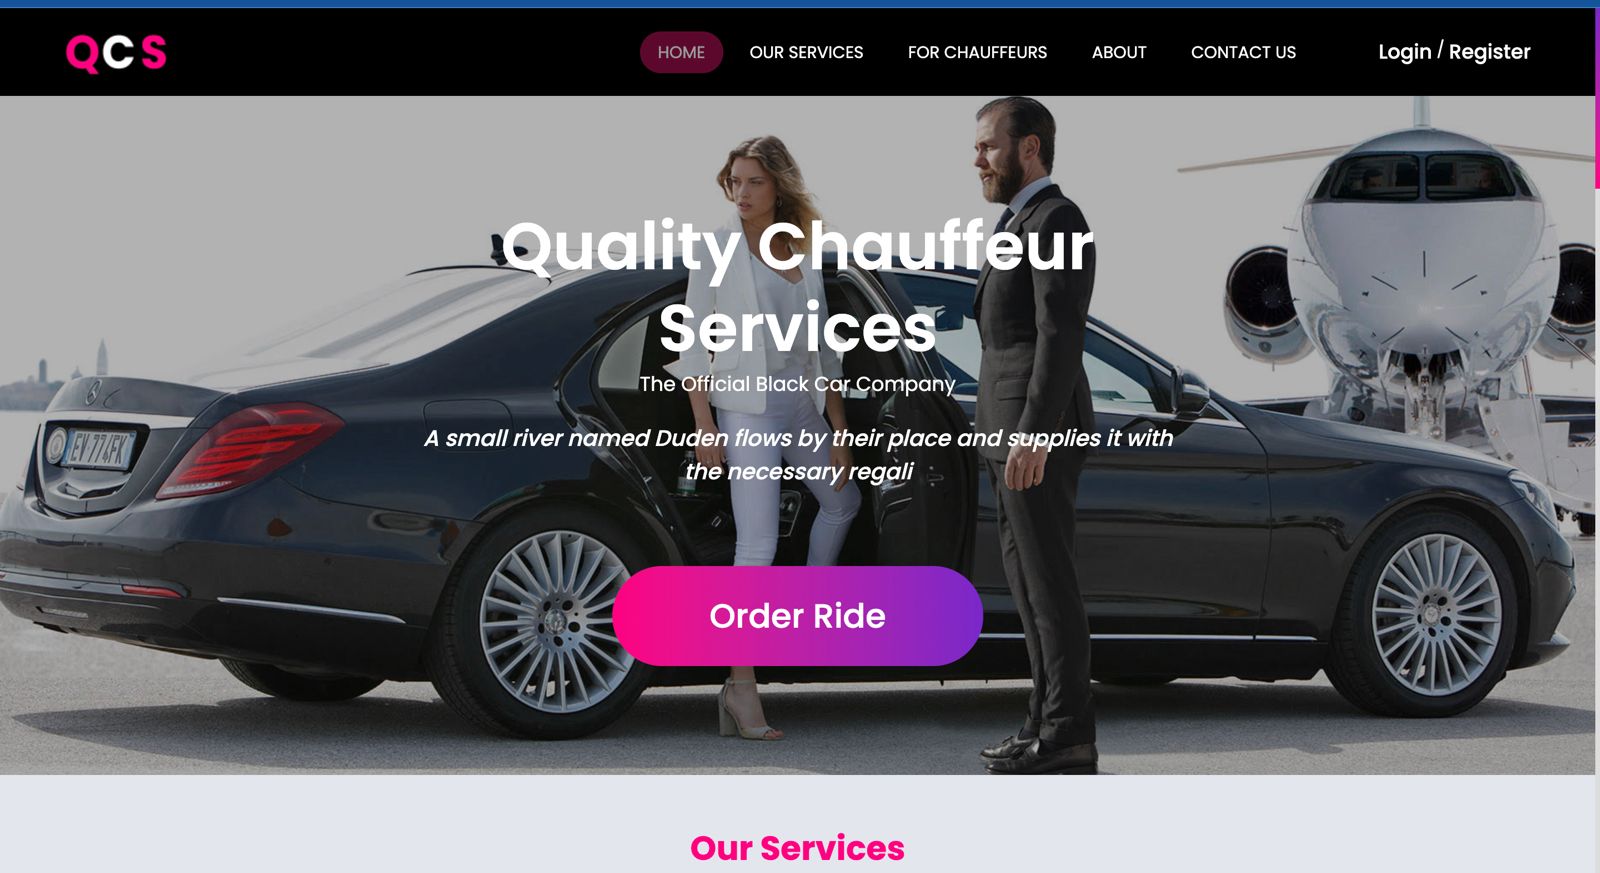 QCS
HOME OUR SERVICES FOR CHAUFFEURS ABOUT CONTACT US Login / Register
Quality Chauffeur
Services
The Official Black Car Company
A small river named Duden flows by their place and supplies it with
the necessary regali
EV 774FK
Order Ride
Our Services